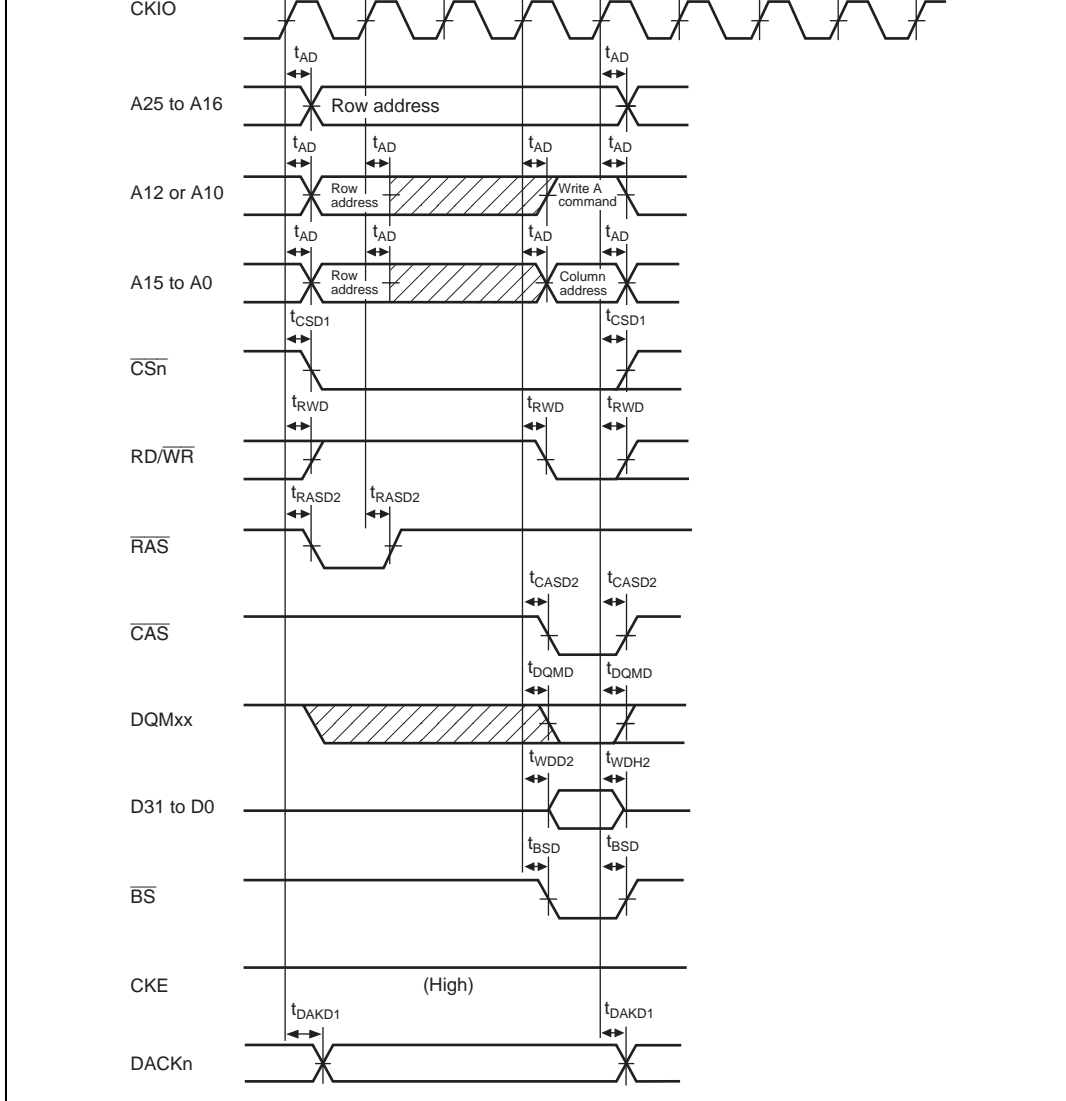 CKIO
tAD tAD
A25 to A16 Row address
tAD tAD tAD tAD
A12 or A10 Row address Write A command
tAD tAD tAD tAD
A15 to A0 Row address Column address
tCSD1 tCSD1
CSn
tRWD tRWD tRWD
RD/WR
tRASD2 tRASD2
RAS
tCASD2 tCASD2
CAS
tDQMD tDQMD
DQMxx
tWDD2 tWDH2
D31 to D0
tBSD tBSD
BS
CKE (High)
tDAKD1 tDAKD1
DACKn